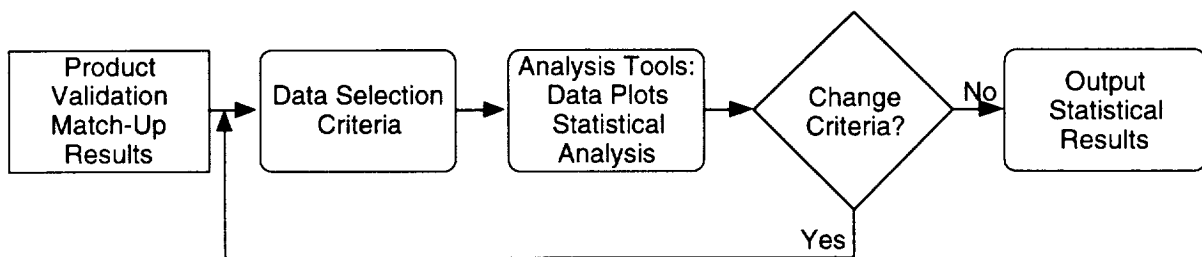 Product
Validation
Match-Up
Results
Data Selection
Criteria
Analysis Tools:
Data Plots
Statistical
Analysis
Change
Criteria?
No
Output
Statistical
Results
Yes